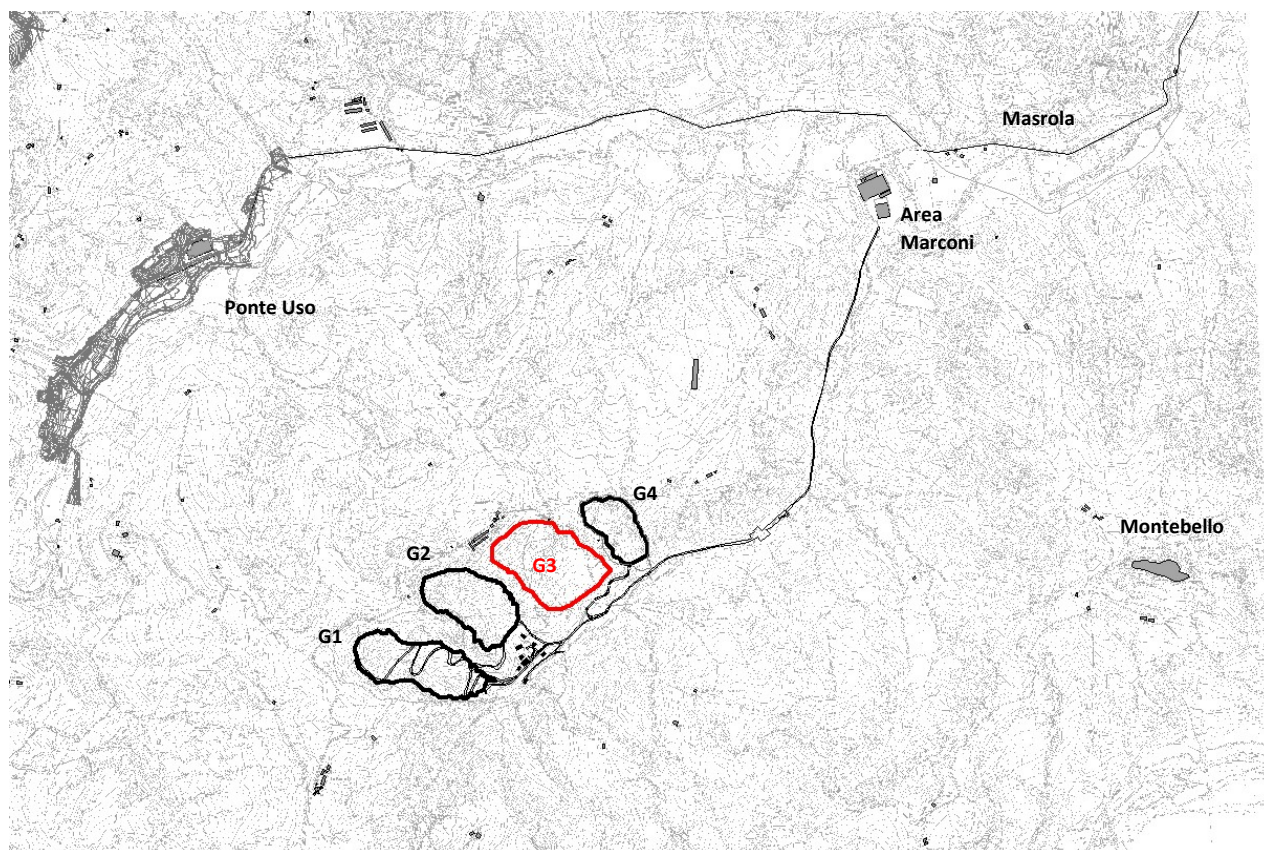 Masrola
Area
Marconi
Ponte Uso
G4
Montebello
G2
G3
G1